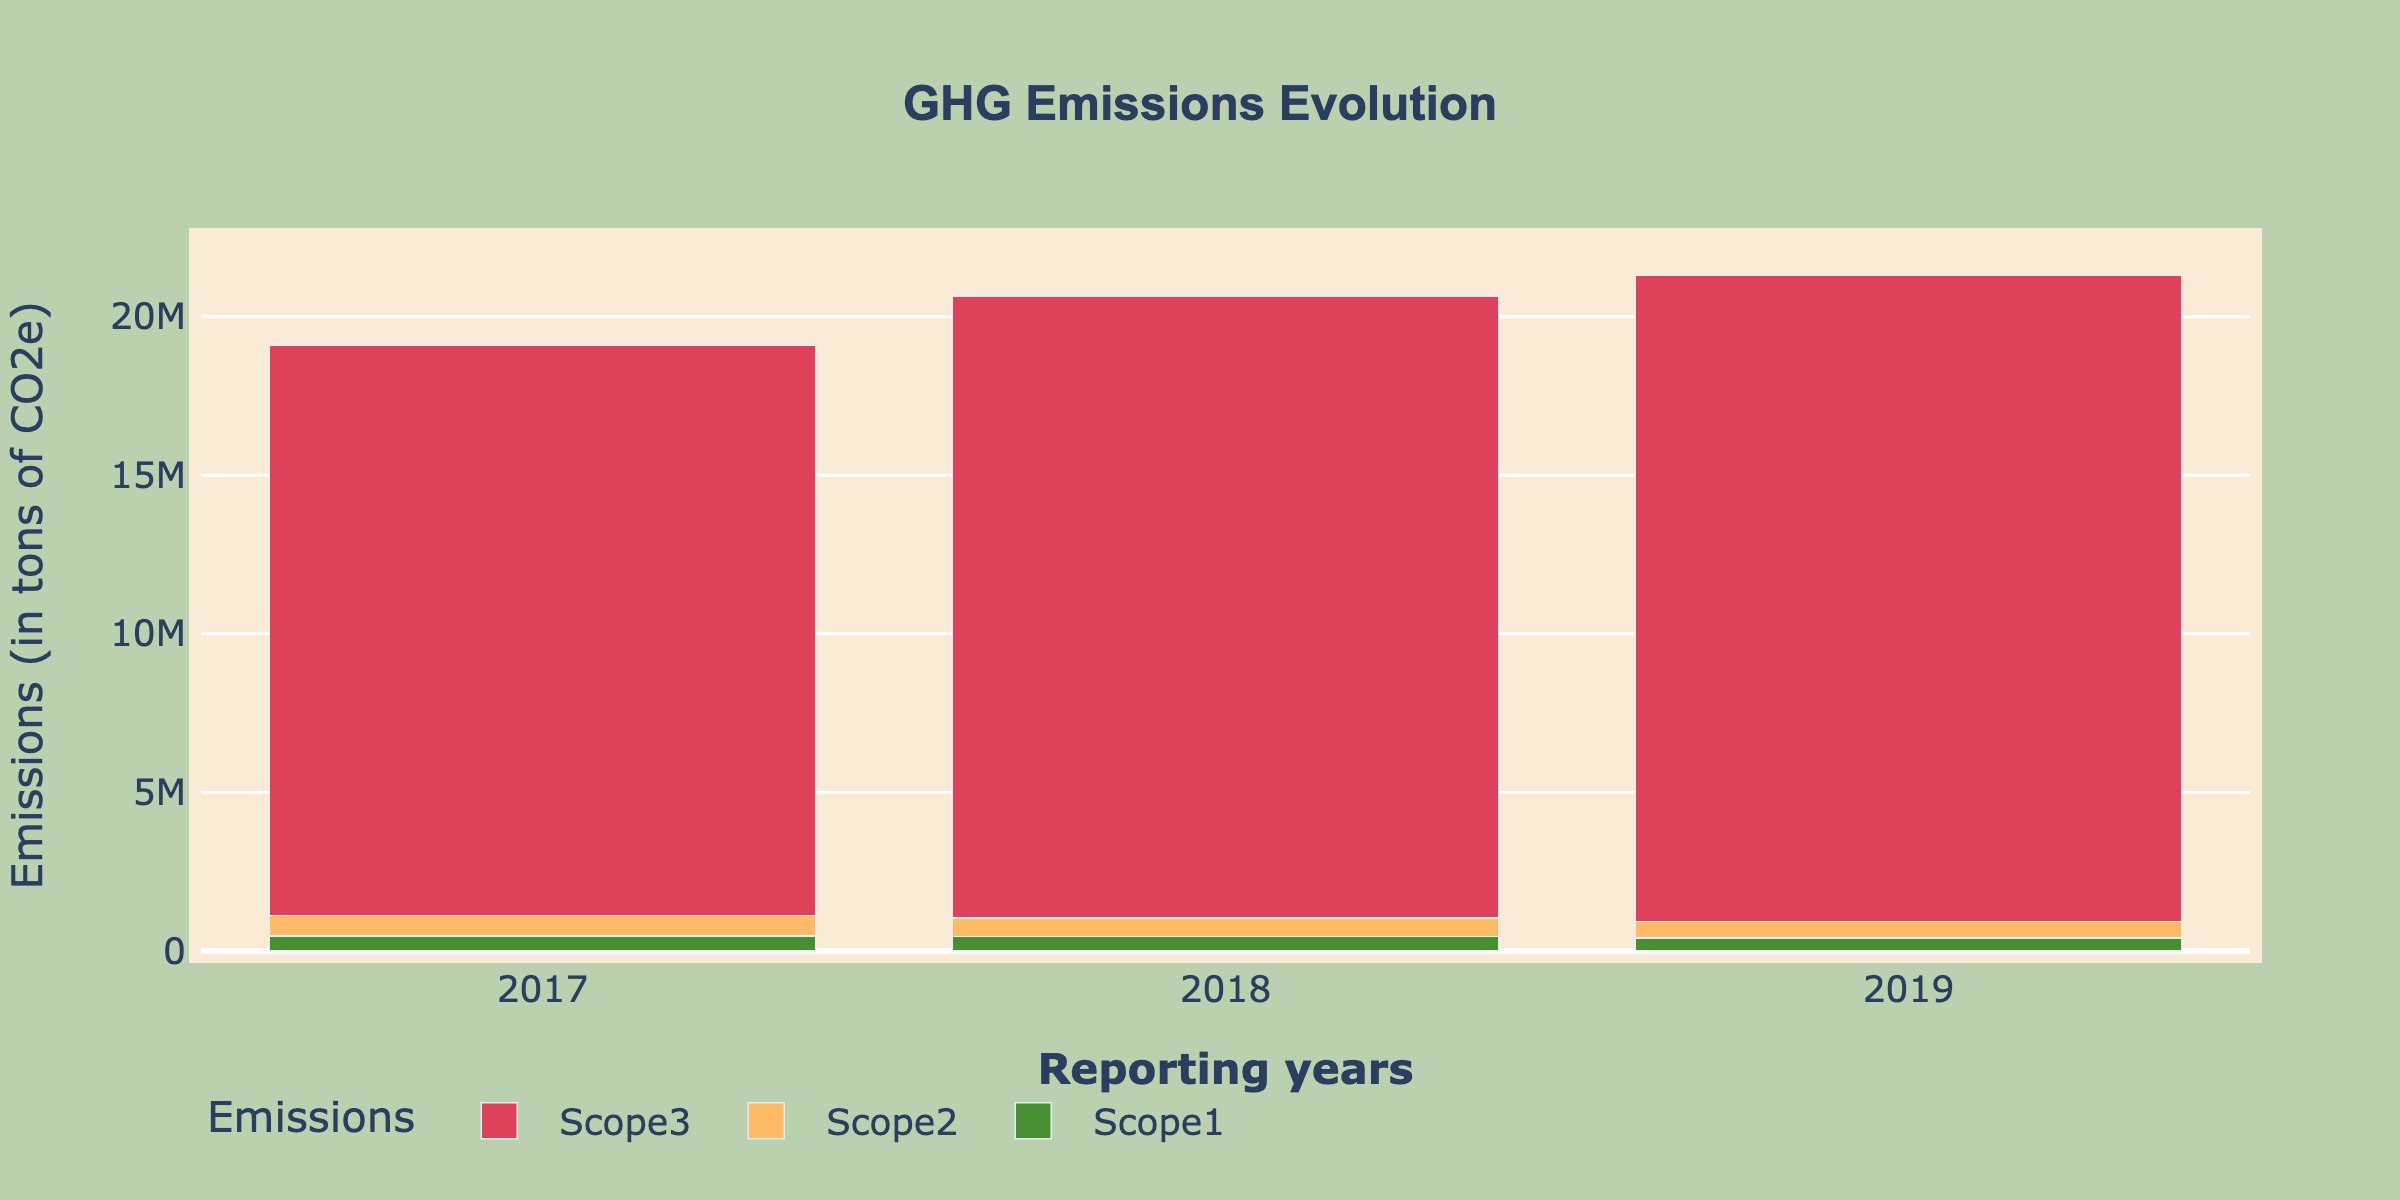 GHG Emissions Evolution
Emissions (in tons of CO2e)
20M
15M
10M
5M
0
2017 2018 2019
Reporting years
Emissions Scope3 Scope2 Scope1